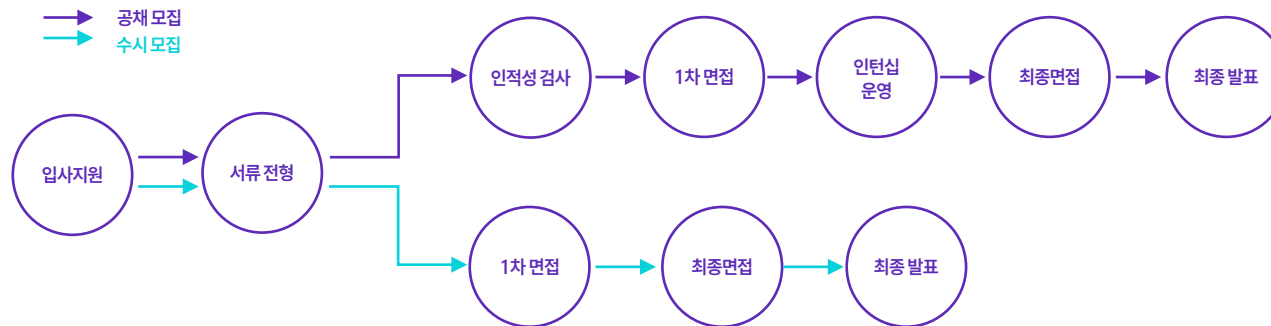 공채 모집
수시 모집
인적성 검사
1차 면접
인턴십
운영
최종면접
최종 발표
입사지원
서류 전형
1차 면접
최종면접
최종 발표